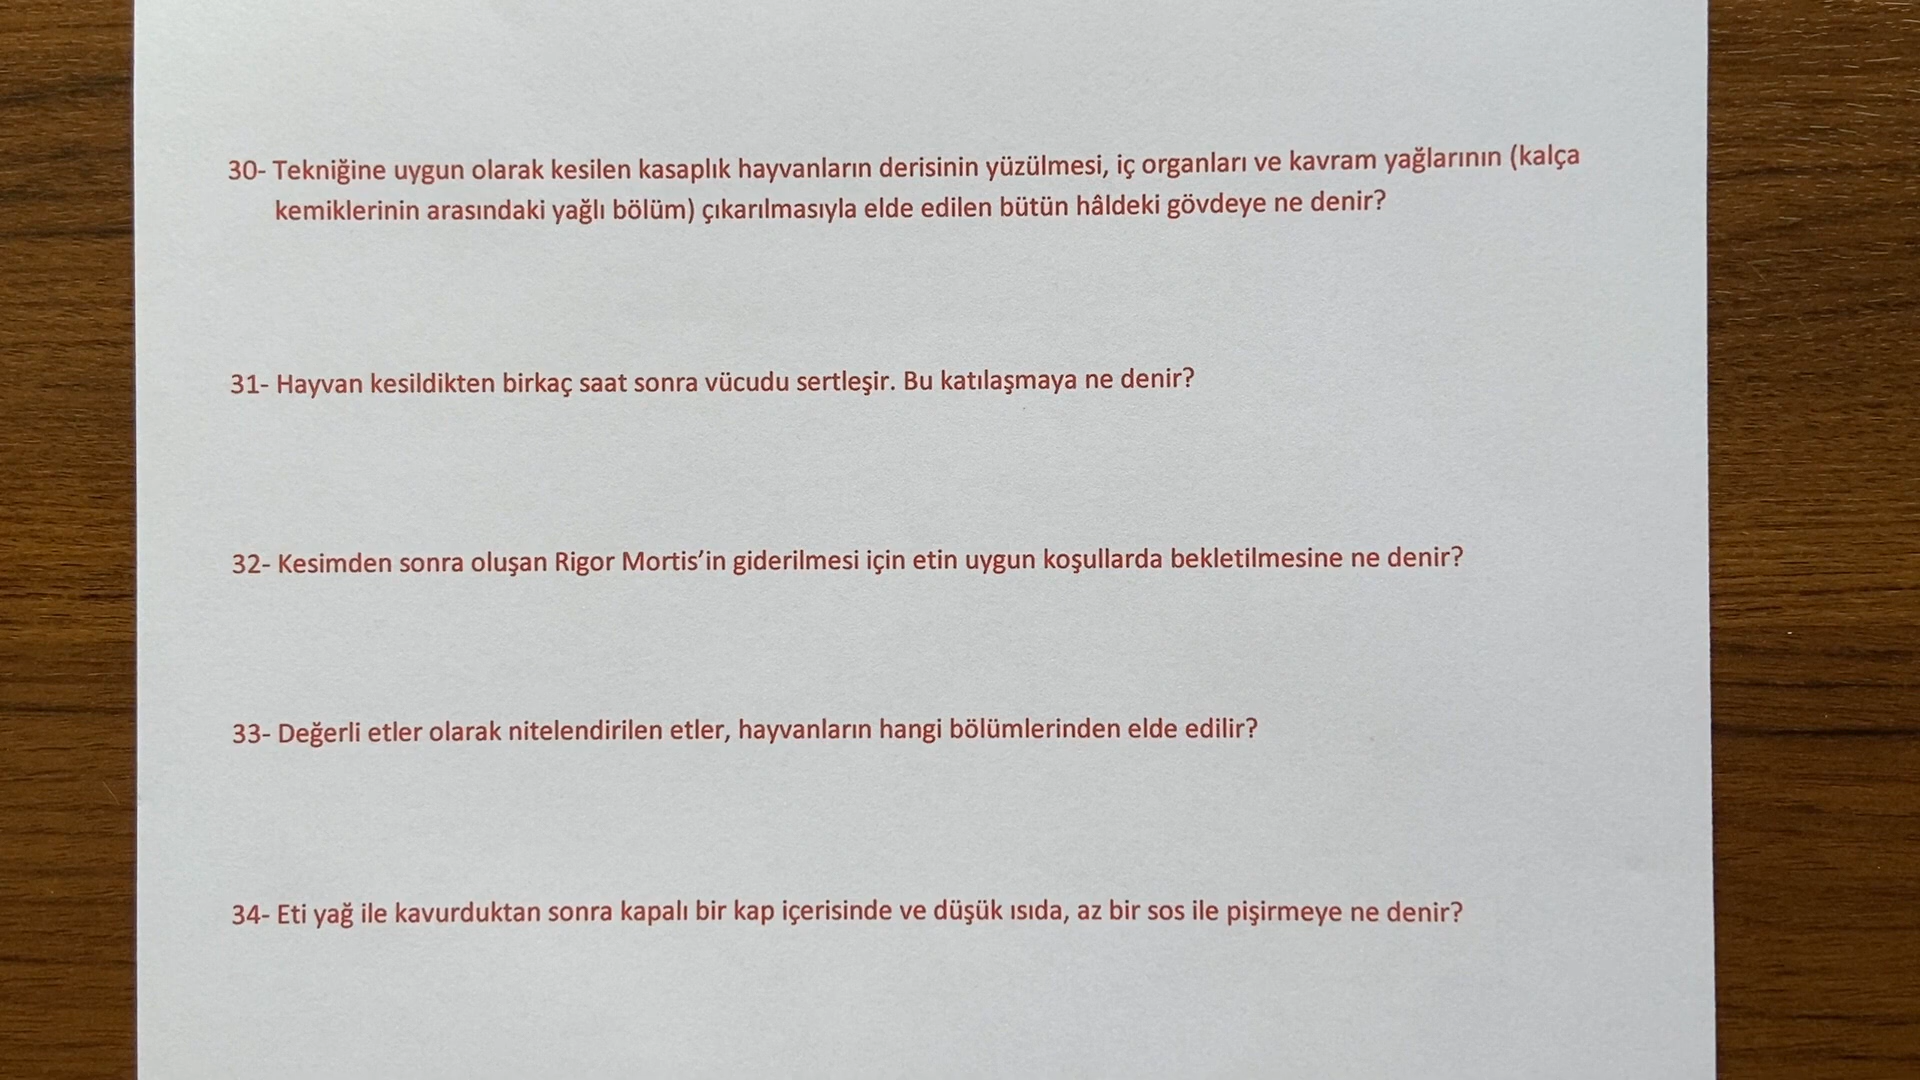 30- Tekniğine uygun olarak kesilen kasaplık hayvanların derisinin yüzülmesi, iç organları ve kavram yağlarının (kalça
kemiklerinin arasındaki yağlı bölüm) çıkarılmasıyla elde edilen bütün hâldeki gövdeye ne denir?
31- Hayvan kesildikten birkaç saat sonra vücudu sertleşir. Bu katılaşmaya ne denir?
32- Kesimden sonra oluşan Rigor Mortis’in giderilmesi için etin uygun koşullarda bekletilmesine ne denir?
33- Değerli etler olarak nitelendirilen etler, hayvanların hangi bölümlerinden elde edilir?
34- Eti yağ ile kavurduktan sonra kapalı bir kap içerisinde ve düşük ısıda, az bir sos ile pişirmeye ne denir?